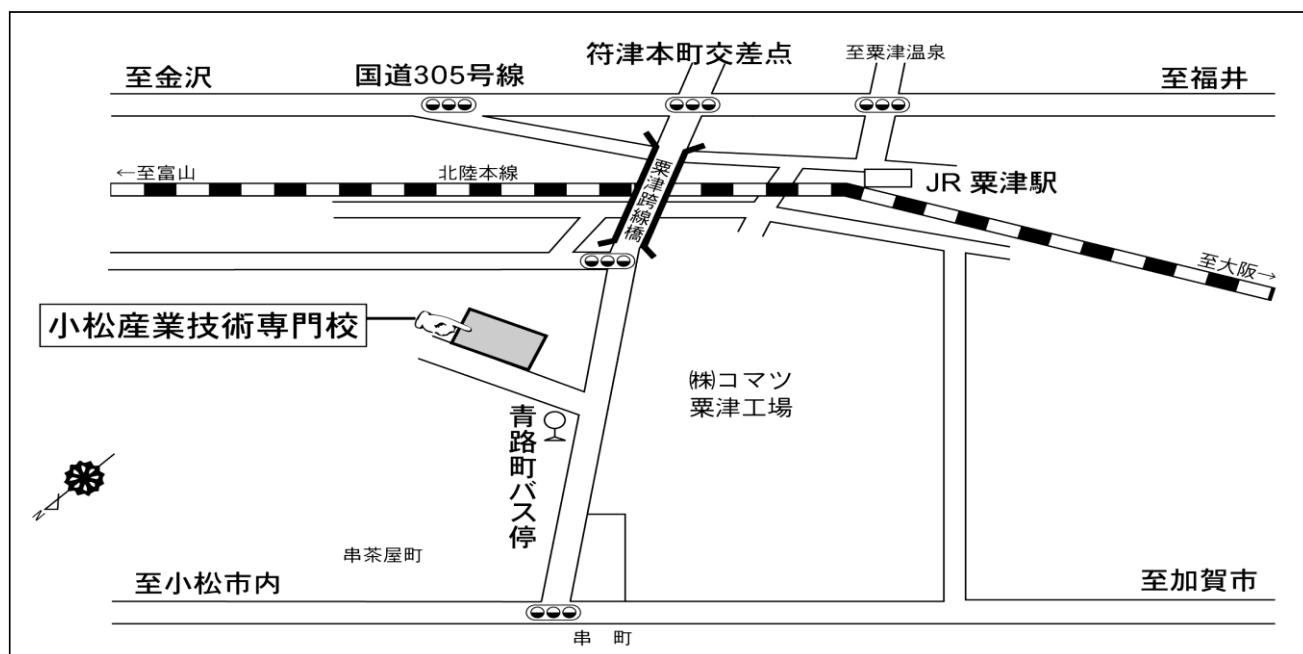 符津本町交差点
至粟津温泉
至金沢
国道305号線
至福井
←至富山
北陸本線
粟津跨線橋
JR 粟津駅
至大阪→
小松産業技術専門校
㈱コマツ
粟津工場
青路町バス停
N
串茶屋町
至小松市内
至加賀市
串 町